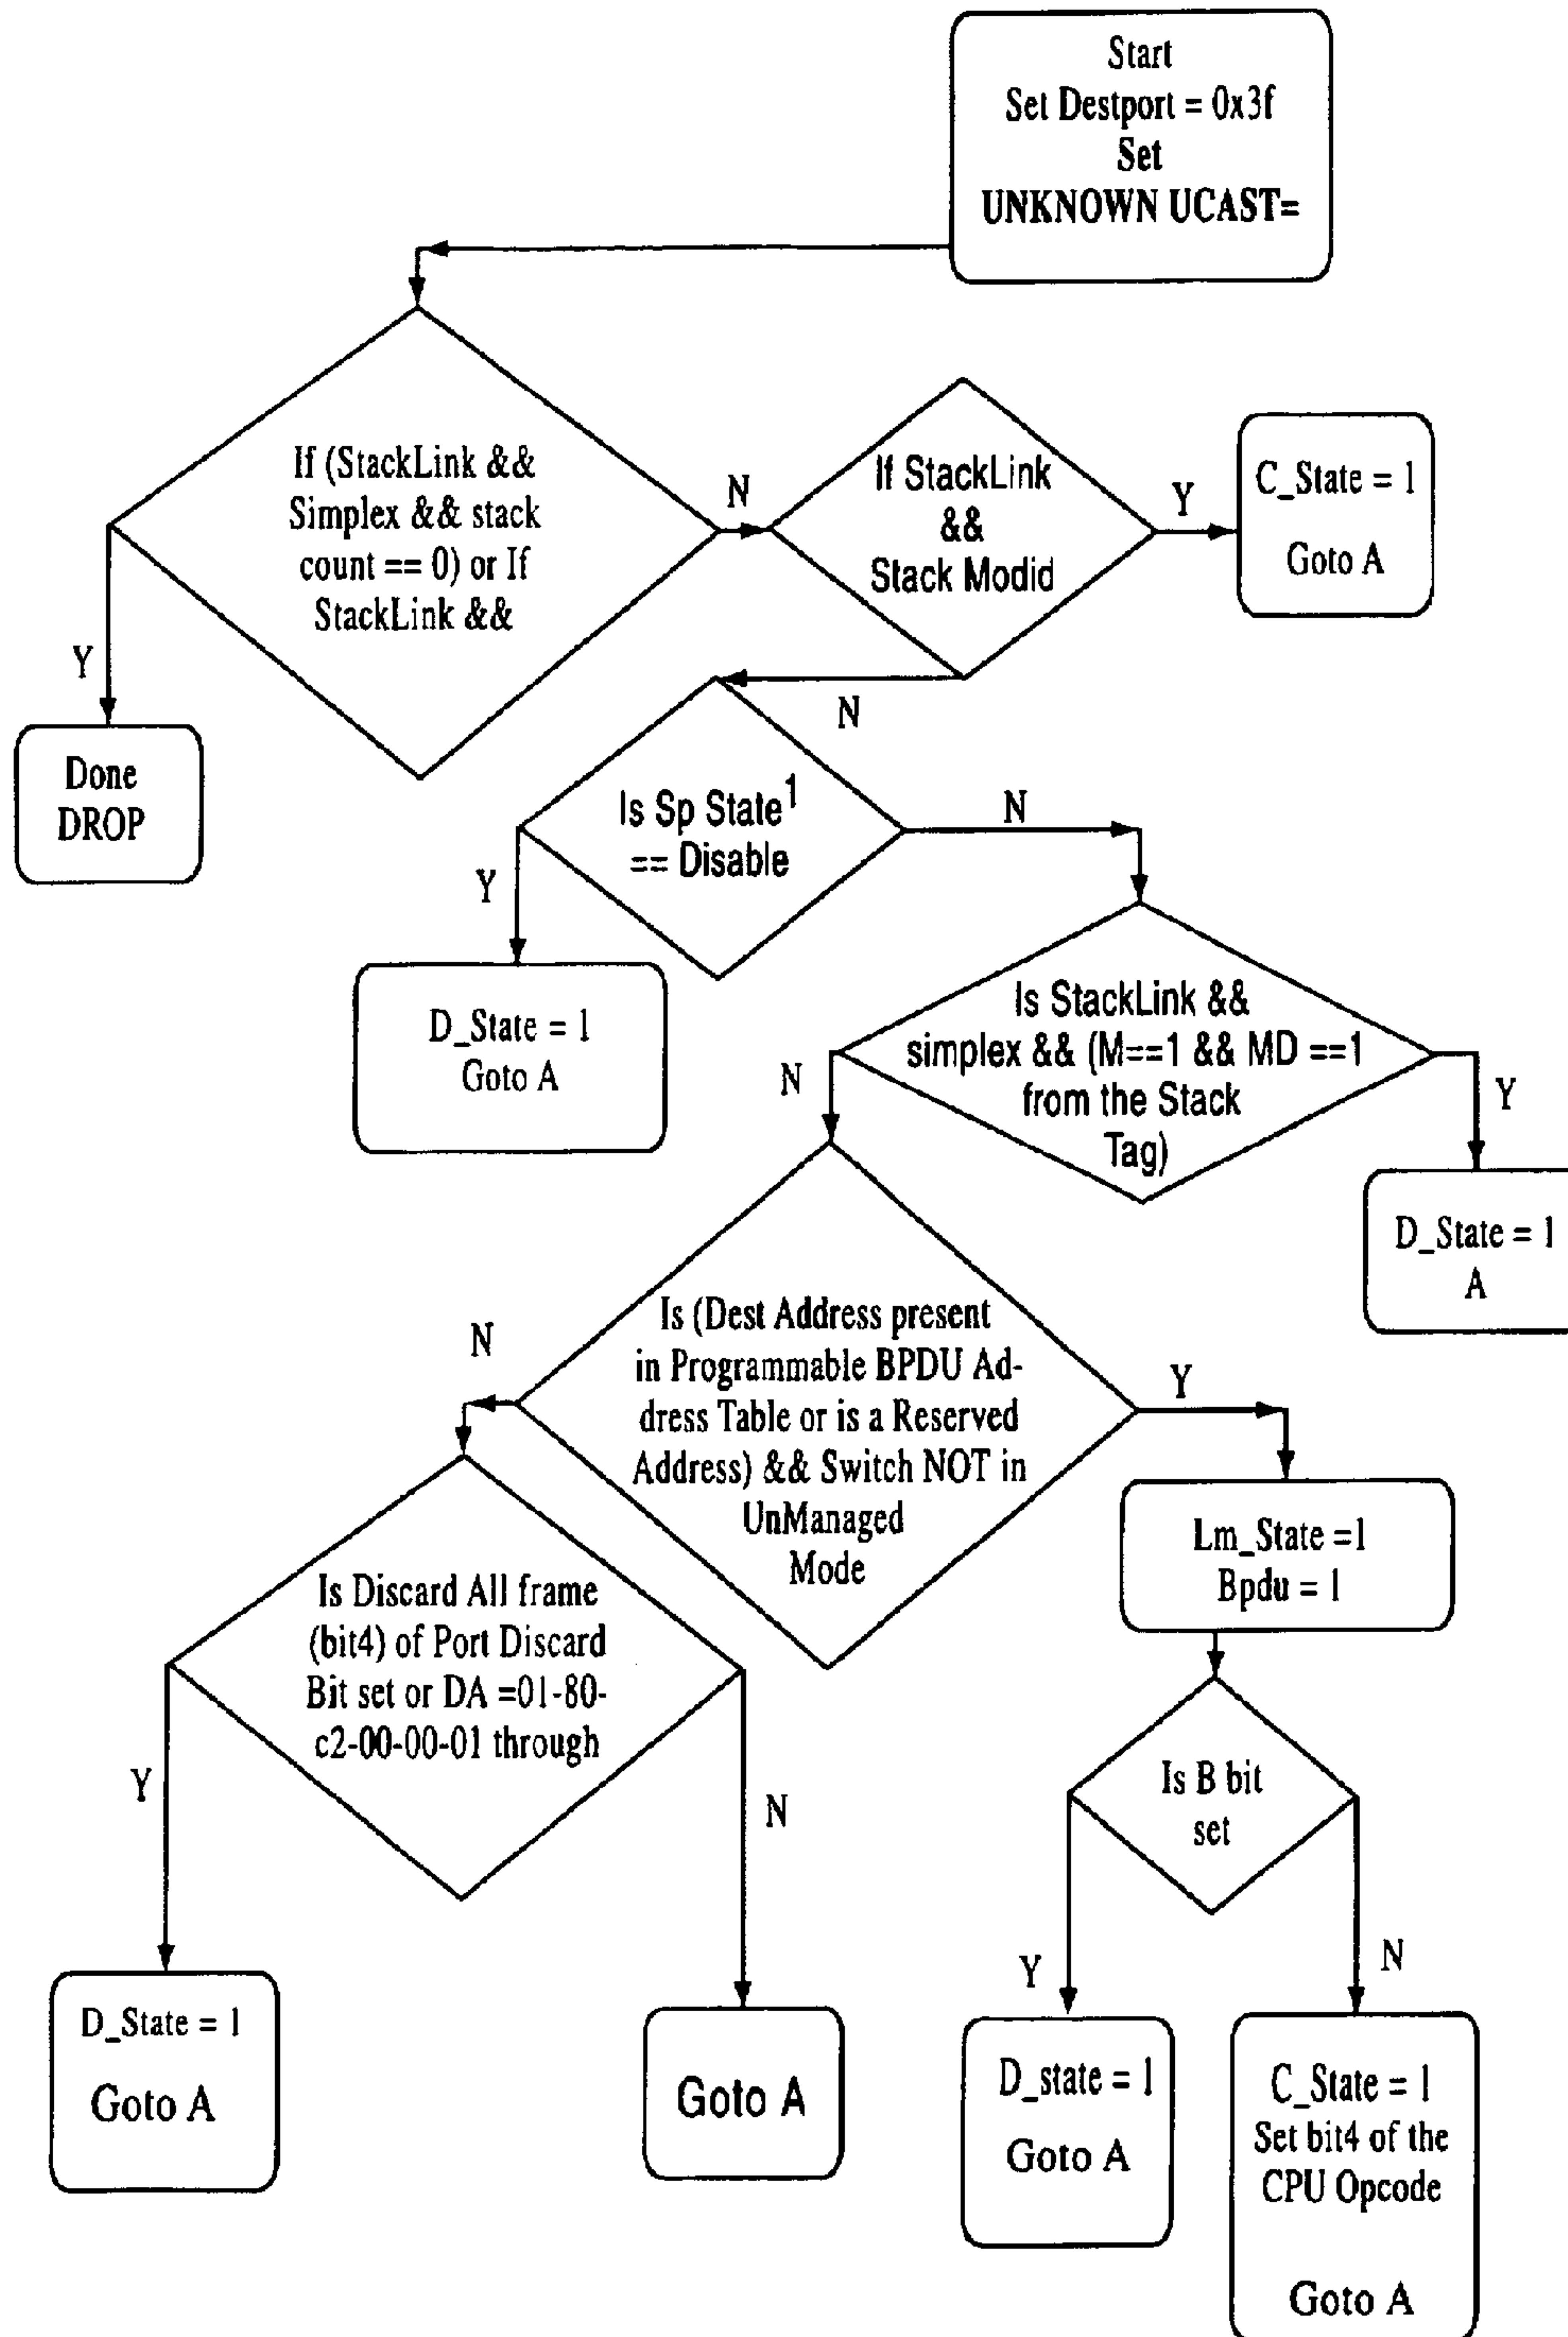 Start
Set Destport = 0x3f
Set
UNKNOWN UCAST=
If (StackLink &&
Simplex && stack
count == 0) or If
StackLink &&
N
Y
If StackLink
&&
Stack Modid
Y
C_State = 1
Goto A
N
Done
DROP
Is Sp State1
== Disable
N
Y
D_State = 1
Goto A
Is StackLink &&
simplex && (M==1 && MD ==1
from the Stack
Tag)
N
Y
D_State = 1
A
Is (Dest Address present
in Programmable BPDU Ad-
dress Table or is a Reserved
Address) && Switch NOT in
UnManaged
Mode
N
Y
Lm_State =1
Bpdu = 1
Is Discard All frame
(bit4) of Port Discard
Bit set or DA =01-80-
c2-00-00-01 through
Y
N
Is B bit
set
Y
N
D_State = 1
Goto A
Goto A
D_state = 1
Goto A
C_State = 1
Set bit4 of the
CPU Opcode
Goto A